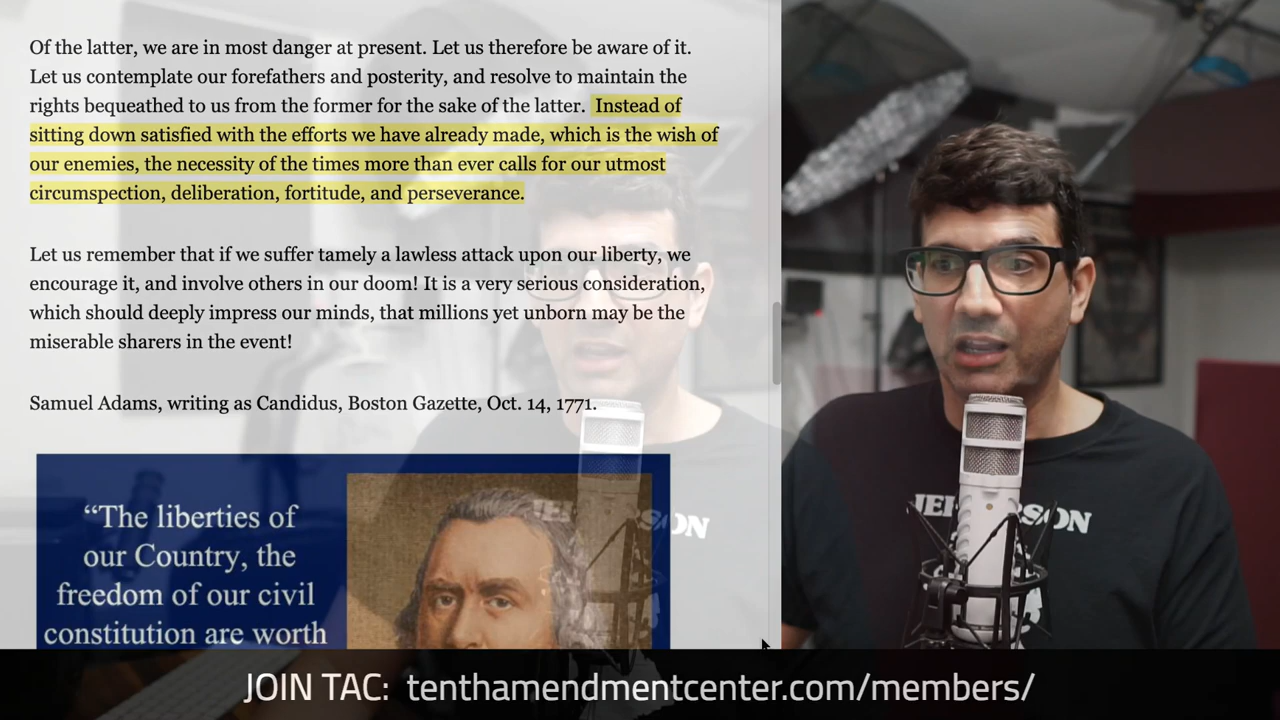 Of the latter, we are in most danger at present. Let us therefore be aware of it.
Let us contemplate our forefathers and posterity, and resolve to maintain the
rights bequeathed to us from the former for the sake of the latter. Instead of
sitting down satisfied with the efforts we have already made, which is the wish of
our enemies, the necessity of the times more than ever calls for our utmost
circumspection, deliberation, fortitude, and perseverance.
Let us remember that if we suffer tamely a lawless attack upon our liberty, we
encourage it, and involve others in our doom! It is a very serious consideration,
which should deeply impress our minds, that millions yet unborn may be the
miserable sharers in the event!
Samuel Adams, writing as Candidus, Boston Gazette, Oct. 14, 1771.
“The liberties of
our Country, the
freedom of our civil
constitution are worth
JOIN TAC: tenthamendmentcenter.com/members/